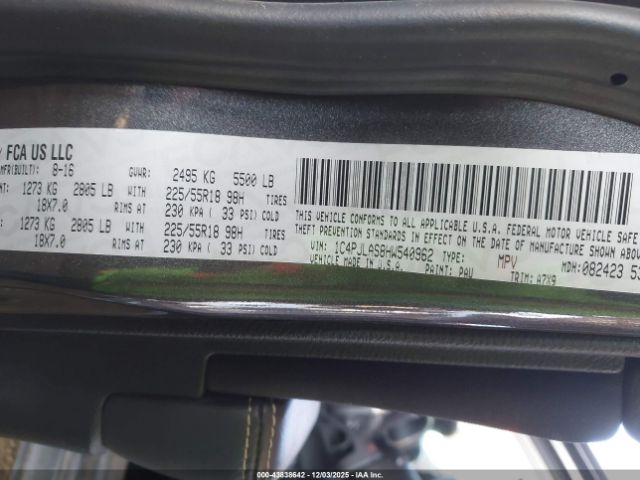 FCA US LLC
MFR(BUILT): 8-16 GVWR: 2495 KG 5500 LB
1273 KG 2805 LB WITH 225/55R18 98H TIRES
18X7.0 RIMS AT 230 KPA ( 33 PSI) COLD
1273 KG 2805 LB WITH 225/55R18 98H TIRES
18X7.0 RIMS AT 230 KPA ( 33 PSI) COLD
THIS VEHICLE CONFORMS TO ALL APPLICABLE U.S.A. FEDERAL MOTOR VEHICLE
THEFT PREVENTION STANDARDS IN EFFECT ON THE DATE OF MANUFACTURE SHOWN ABOVE
VIN: 1C4PJLAS8HW540962 TYPE: MPV MDH: 082423
VEHICLE MADE IN U.S.A. PAINT: PAU TRIM: A7X9
000-43838642 - 12/03/2025 - IAAI.COM